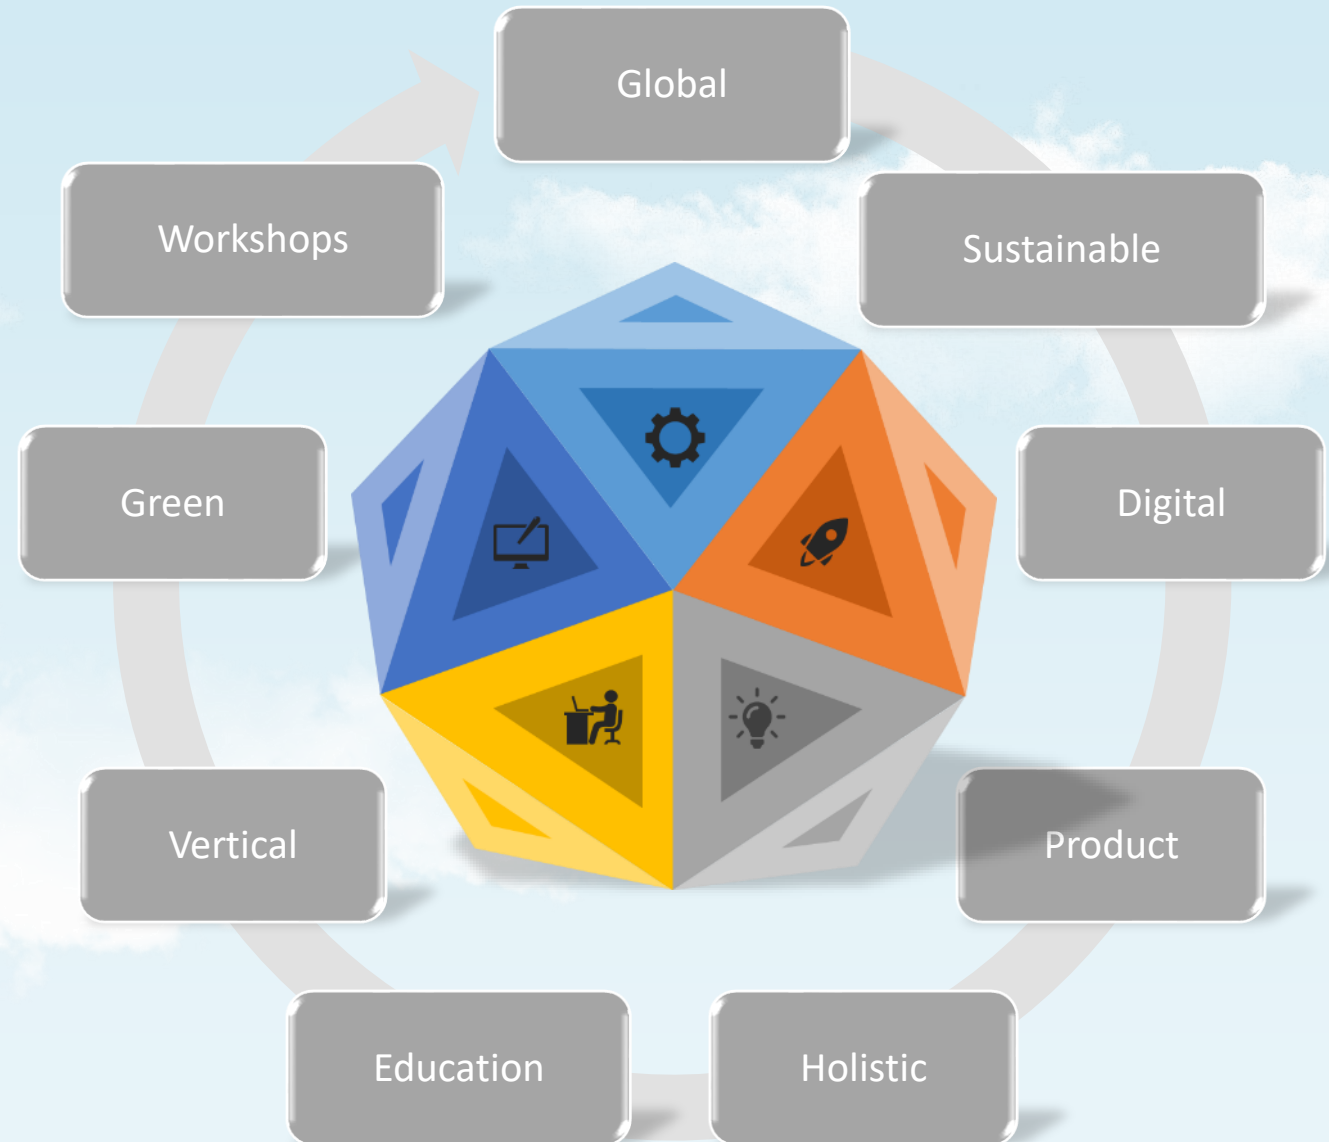 Global
Sustainable
Digital
Product
Holistic
Education
Vertical
Green
Workshops